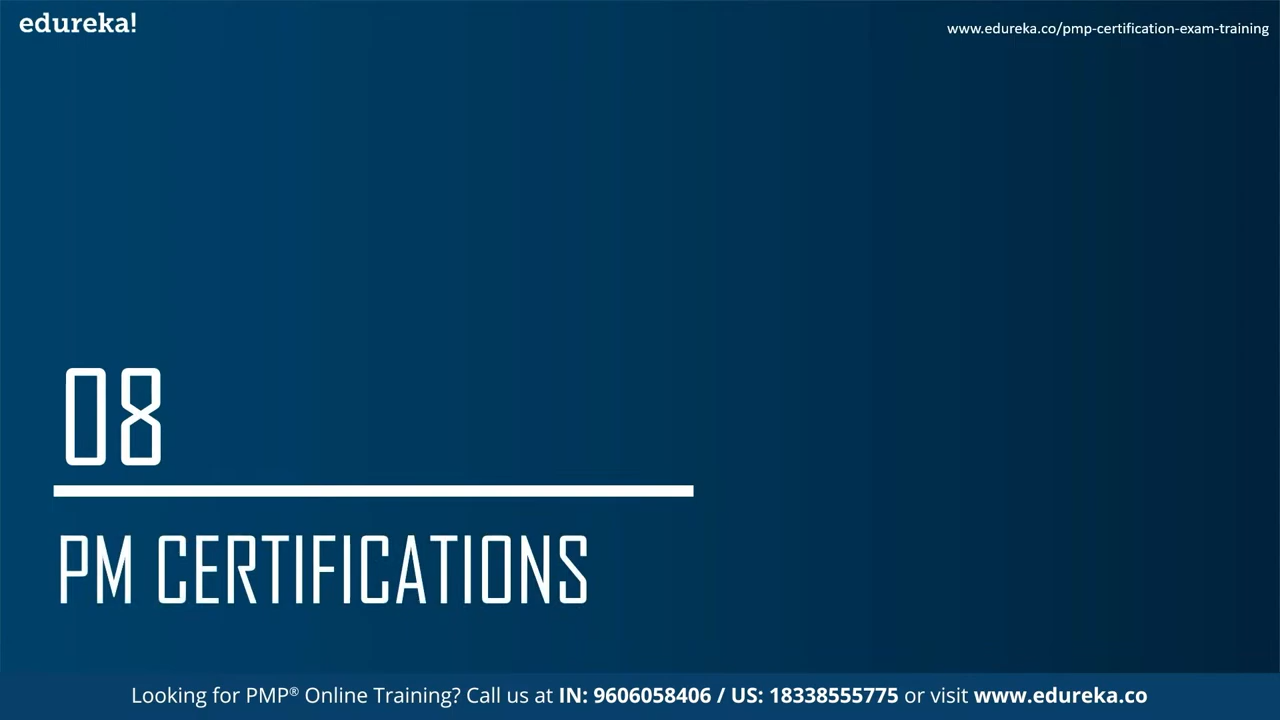 edureka!
www.edureka.co/pmp-certification-exam-training
08
PM CERTIFICATIONS
Looking for PMP® Online Training? Call us at IN: 9606058406 / US: 18338555775 or visit www.edureka.co